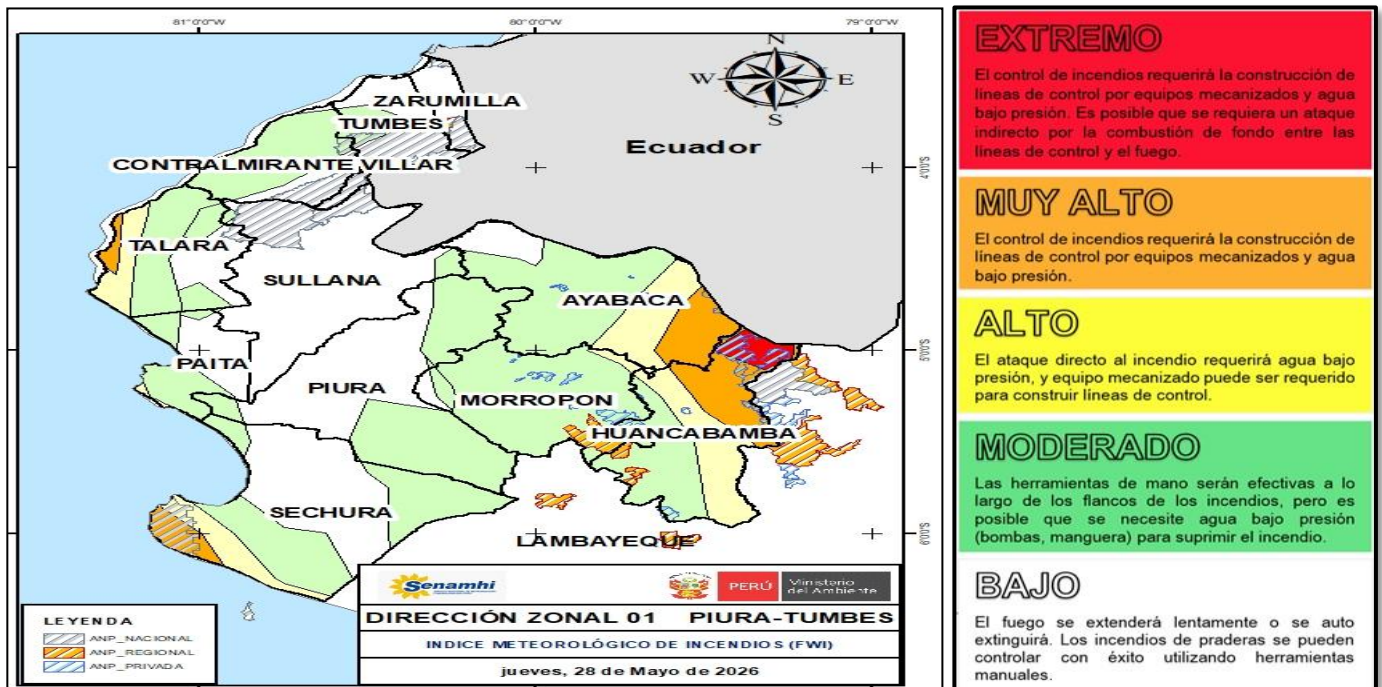 81°0'0"W 80°0'0"W 79°0'0"W
N
W E
S
ZARUMILLA
TUMBES
Ecuador
CONTRALMIRANTE VILLAR
4°0'0"S
TALARA
SULLANA
AYABACA
5°0'0"S
PAITA
PIURA
MORROPON
HUANCABAMBA
SECHURA
LAMBAYEQUE
6°0'0"S
Senamhi
PERÚ
Ministerio
del Ambiente
DIRECCIÓN ZONAL 01 PIURA-TUMBES
INDICE METEOROLÓGICO DE INCENDIOS (FWI)
jueves, 28 de Mayo de 2026
LEYENDA
ANP_NACIONAL
ANP_REGIONAL
ANP_PRIVADA
EXTREMO
El control de incendios requerirá la construcción de
líneas de control por equipos mecanizados y agua
bajo presión. Es posible que se requiera un ataque
indirecto por la combustión de fondo entre las
líneas de control y el fuego.
MUY ALTO
El control de incendios requerirá la construcción de
líneas de control por equipos mecanizados y agua
bajo presión.
ALTO
El ataque directo al incendio requerirá agua bajo
presión, y equipo mecanizado puede ser requerido
para construir líneas de control.
MODERADO
Las herramientas de mano serán efectivas a lo
largo de los flancos de los incendios, pero es
posible que se necesite agua bajo presión
(bombas, manguera) para suprimir el incendio.
BAJO
El fuego se extenderá lentamente o se auto
extinguirá. Los incendios de praderas se pueden
controlar con éxito utilizando herramientas
manuales.